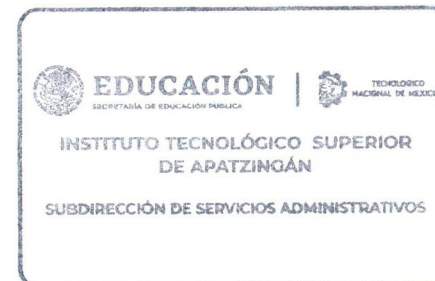 EDUCACIÓN
SECRETARÍA DE EDUCACIÓN PÚBLICA
TECNOLÓGICO
NACIONAL DE MÉXICO
INSTITUTO TECNOLÓGICO SUPERIOR
DE APATZINGÁN
SUBDIRECCIÓN DE SERVICIOS ADMINISTRATIVOS